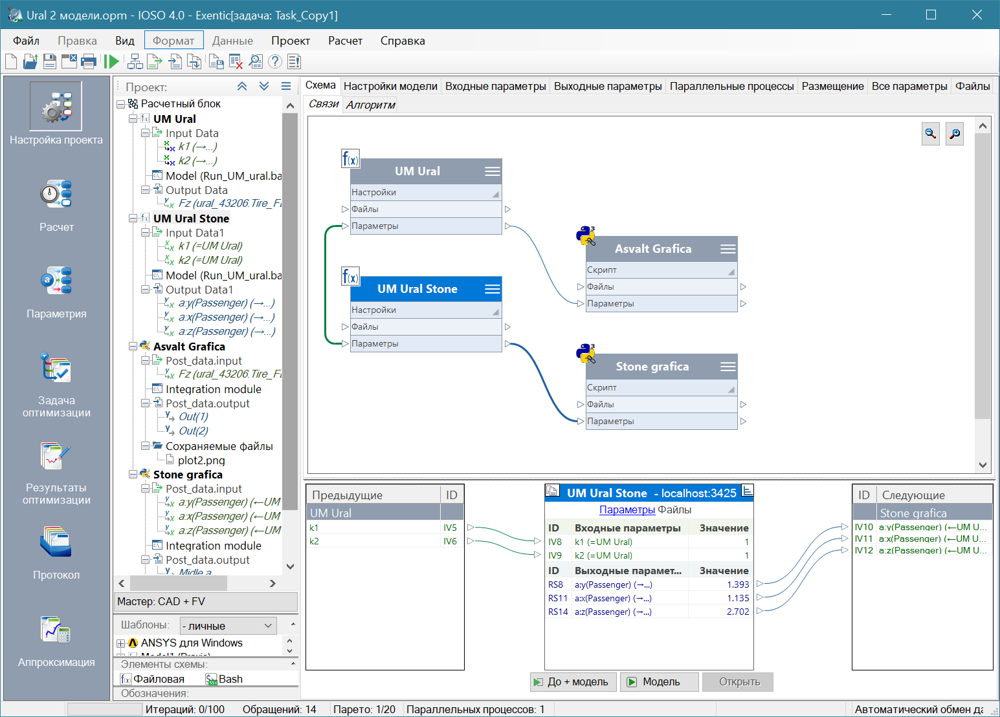 Ural 2 модели.opm - IOSO 4.0 - Exentic[задача: Task_Copy1]
Файл Правка Вид Формат Данные Проект Расчет Справка
Настройка проекта
Расчет
Параметрия
Задача
оптимизации
Результаты
оптимизации
Протокол
Аппроксимация
Проект:
Расчетный блок
UM Ural
Input Data
k1 (→...)
k2 (→...)
Model (Run_UM_ural.ba
Output Data
Fz (ural_43206.Tire_FL
UM Ural Stone
Input Data1
k1 (=UM Ural)
k2 (=UM Ural)
Model (Run_UM_ural.ba
Output Data1
a:y(Passenger) (→...)
a:x(Passenger) (→...)
a:z(Passenger) (→...)
Asvalt Grafica
Post_data.input
Fz (ural_43206.Tire_FL
Integration module
Post_data.output
Out(1)
Out(2)
Сохраняемые файлы
plot2.png
Stone grafica
Post_data.input
a:y(Passenger) (←UM
a:x(Passenger) (←UM
a:z(Passenger) (←UM
Integration module
Post_data.output
Midle a
Мастер: CAD + FV
Шаблоны: - личные
ANSYS для Windows
Model1 (Praxis)
Элементы схемы:
f(x) Файловая Bash
Обозначения:
Схема Настройки модели Входные параметры Выходные параметры Параллельные процессы Размещение Все параметры Файлы
Связи Алгоритм
f(x)
UM Ural
Настройки
Файлы
Параметры
f(x)
UM Ural Stone
Настройки
Файлы
Параметры
3
Asvalt Grafica
Скрипт
Файлы
Параметры
3
Stone grafica
Скрипт
Файлы
Параметры
Предыдущие ID
UM Ural
k1 IV5
k2 IV6
UM Ural Stone - localhost:3425
Параметры Файлы
ID Входные параметры Значение
IV8 k1 (=UM Ural) 1
IV9 k2 (=UM Ural) 1
ID Выходные парамет... Значение
RS8 a:y(Passenger) (→...) 1.393
RS11 a:x(Passenger) (→...) 1.135
RS14 a:z(Passenger) (→...) 2.702
ID Следующие
Stone grafica
IV10 a:y(Passenger) (←UM U...
IV11 a:x(Passenger) (←UM U...
IV12 a:z(Passenger) (←UM U...
До + модель Модель Открыть
Итераций: 0/100 Обращений: 14 Парето: 1/20 Параллельных процессов: 1 Автоматический обмен да